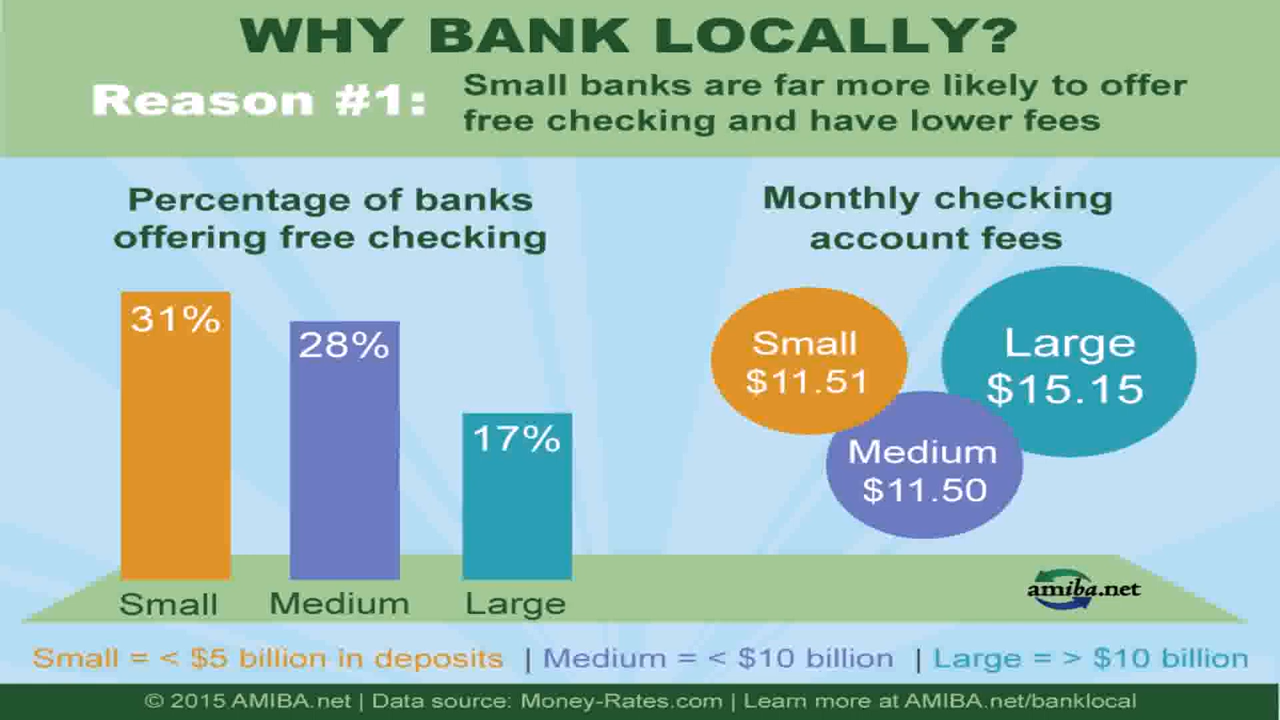 WHY BANK LOCALLY?
Reason #1:
Small banks are far more likely to offer
free checking and have lower fees
Percentage of banks
offering free checking
31%
28%
17%
Small
Medium
Large
Monthly checking
account fees
Small
$11.51
Large
$15.15
Medium
$11.50
amiba.net
Small = < $5 billion in deposits | Medium = < $10 billion | Large = > $10 billion
© 2015 AMIBA.net | Data source: Money-Rates.com | Learn more at AMIBA.net/banklocal